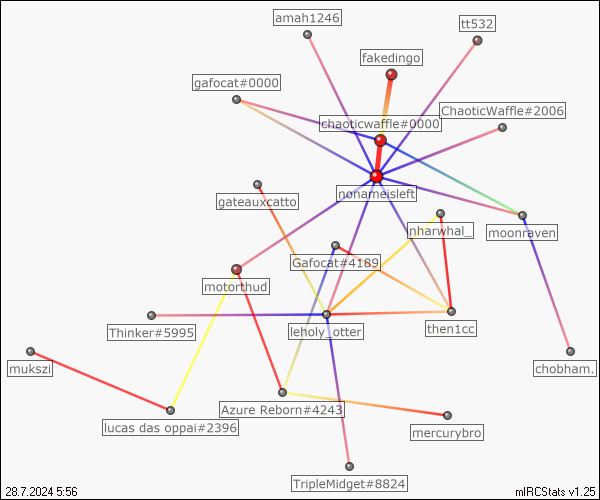 amah1246
tt532
fakedingo
gafocat#0000
ChaoticWaffle#2006
chaoticwaffle#0000
nonameisleft
gateauxcatto
nharwhal_
moonraven
Gafocat#4189
motorthud
Thinker#5995
leholy_otter
then1cc
mukszi
chobham.
Azure Reborn#4243
lucas das oppai#2396
mercurybro
TripleMidget#8824
28.7.2024 5:56
mIRCStats v1.25